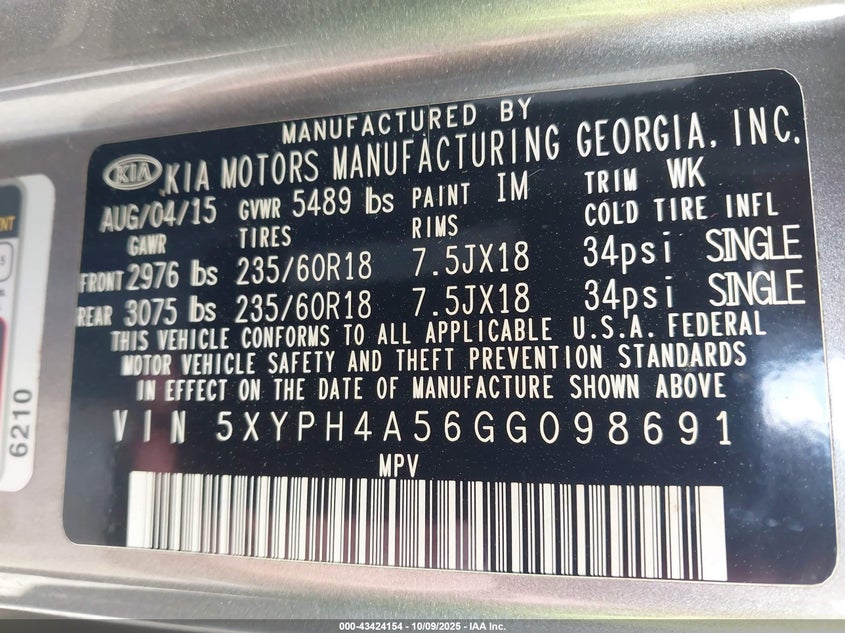 MANUFACTURED BY
KIA KIA MOTORS MANUFACTURING GEORGIA, INC.
AUG/04/15 GVWR 5489 lbs PAINT IM TRIM WK
GAWR TIRES RIMS COLD TIRE INFL
FRONT 2976 lbs 235/60R18 7.5JX18 34psi SINGLE
REAR 3075 lbs 235/60R18 7.5JX18 34psi SINGLE
THIS VEHICLE CONFORMS TO ALL APPLICABLE U.S.A. FEDERAL
MOTOR VEHICLE SAFETY AND THEFT PREVENTION STANDARDS
IN EFFECT ON THE DATE OF MANUFACTURE SHOWN ABOVE
VIN 5XYPH4A56GG098691
MPV
6210
000-43424154 - 10/09/2025 - IAA Inc.